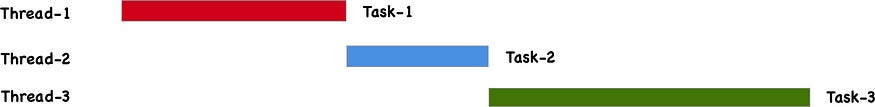 Thread-1 Task-1
Thread-2 Task-2
Thread-3 Task-3